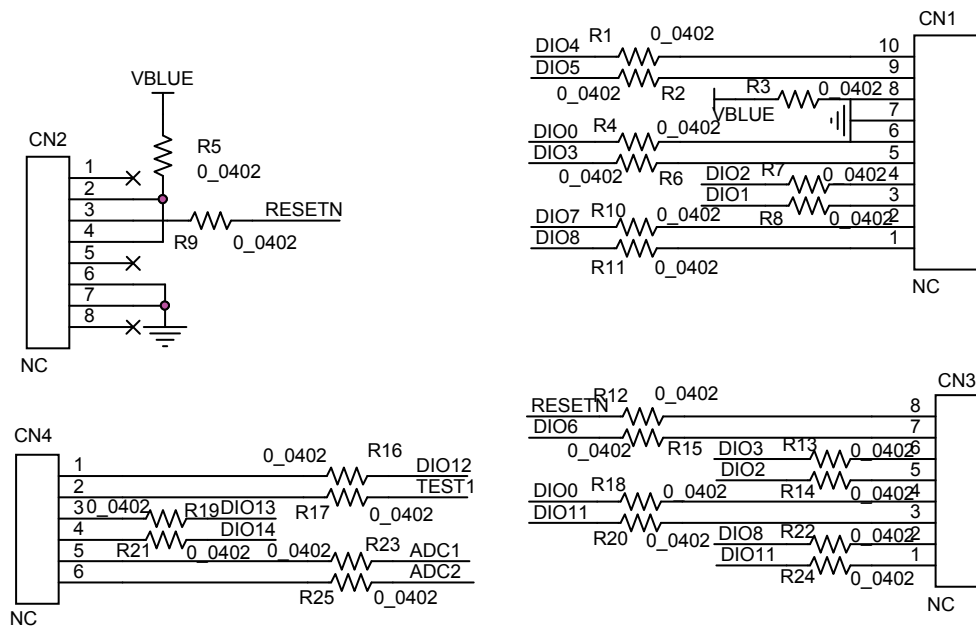 VBLUE
CN2
R5
0_0402
1
2
3
4
5
6
7
8
RESETN
R9
0_0402
NC
CN1
R1 0_0402
DIO4 10
DIO5 9
0_0402 R2 R3 0_0402
8
VBLUE
7
R4 0_0402
DIO0 6
DIO3 5
0_0402 R6 R7 0_0402
DIO2 4
DIO1 3
R8 0_0402
R10 0_0402
DIO7 2
DIO8 1
R11 0_0402
NC
CN4
0_0402 R16
1 DIO12
2 TEST1
R17 0_0402
3 0_0402 R19 DIO13
4 DIO14
R21 0_0402 0_0402 R23
5 ADC1
6 ADC2
R25 0_0402
NC
CN3
R12 0_0402
RESETN 8
DIO6 7
0_0402 R15 R13 0_0402
DIO3 6
DIO2 5
R14 0_0402
R18 0_0402
DIO0 4
DIO11 3
R20 0_0402 R22 0_0402
DIO8 2
DIO11 1
R24 0_0402
NC